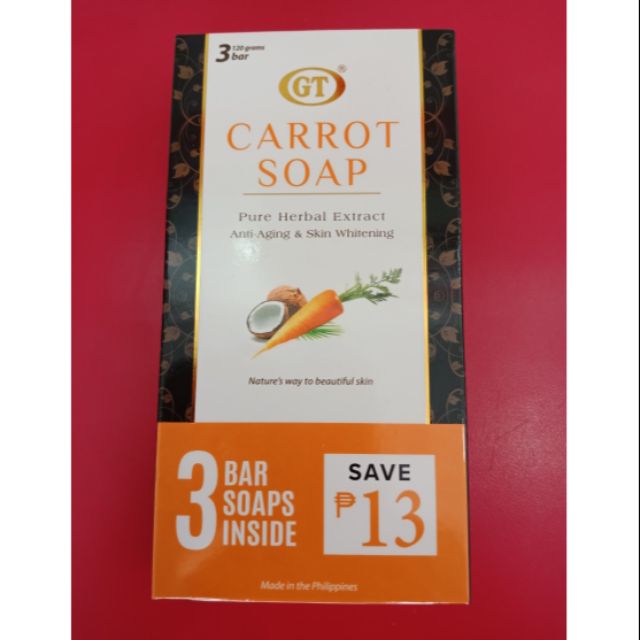 3 120 grams
bar
GT ®
CARROT
SOAP
Pure Herbal Extract
Anti-Aging & Skin Whitening
Nature's way to beautiful skin
3 BAR
SOAPS
INSIDE
SAVE
₱13
Made in the Philippines